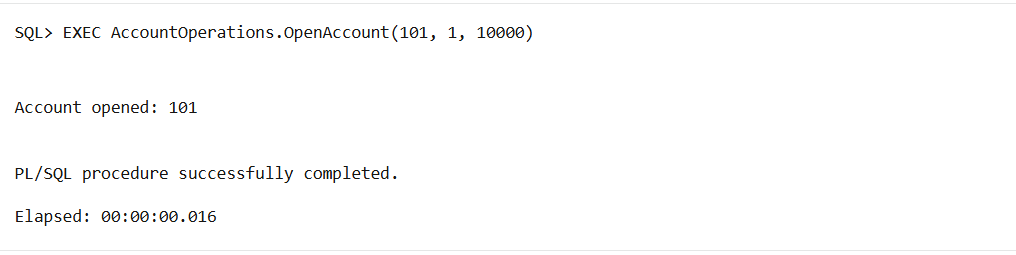 SQL> EXEC AccountOperations.OpenAccount(101, 1, 10000)
Account opened: 101
PL/SQL procedure successfully completed.
Elapsed: 00:00:00.016